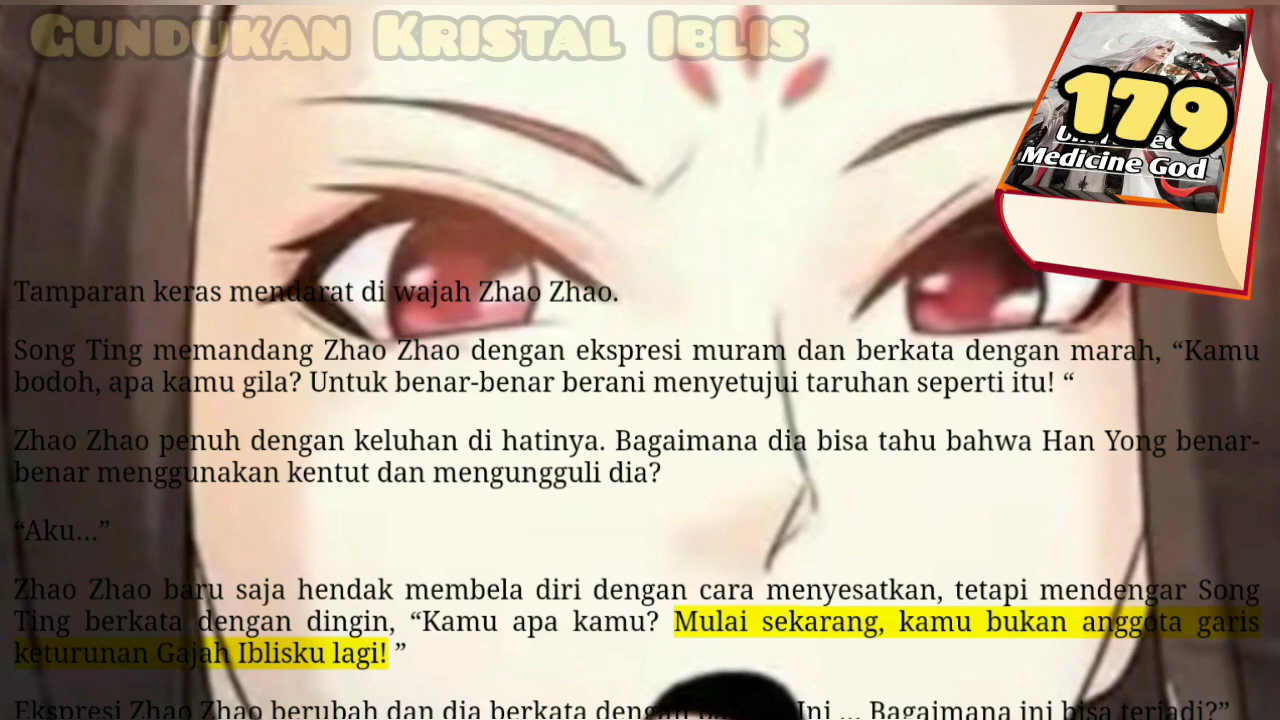 Gundukan Kristal Iblis
179
Medicine God
Tamparan keras mendarat di wajah Zhao Zhao.
Song Ting memandang Zhao Zhao dengan ekspresi muram dan berkata dengan marah, “Kamu
bodoh, apa kamu gila? Untuk benar-benar berani menyetujui taruhan seperti itu! “
Zhao Zhao penuh dengan keluhan di hatinya. Bagaimana dia bisa tahu bahwa Han Yong benar-
benar menggunakan kentut dan mengungguli dia?
“Aku...”
Zhao Zhao baru saja hendak membela diri dengan cara menyesatkan, tetapi mendengar Song
Ting berkata dengan dingin, “Kamu apa kamu? Mulai sekarang, kamu bukan anggota garis
keturunan Gajah Iblisku lagi! ”
Ekspresi Zhao Zhao berubah dan dia berkata dengan Ini ... Bagaimana ini bisa terjadi?”